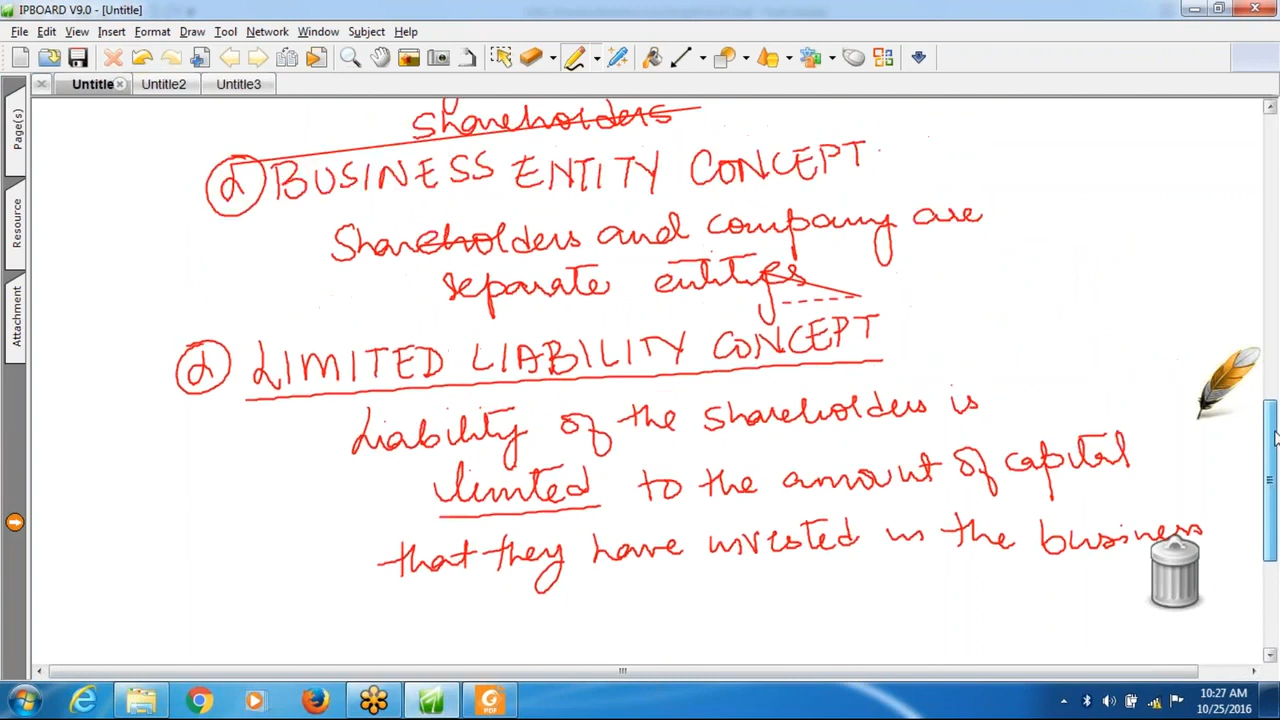 IPBOARD V9.0 - [Untitle]
File Edit View Insert Format Draw Tool Network Window Subject Help
Untitle Untitle2 Untitle3
Page(s)
Resource
Attachment
Shareholders
α BUSINESS ENTITY CONCEPT
Shareholders and company are
separate entities
α LIMITED LIABILITY CONCEPT
Liability of the shareholders is
limited to the amount of capital
that they have invested in the business
PDF
10:27 AM
10/25/2016